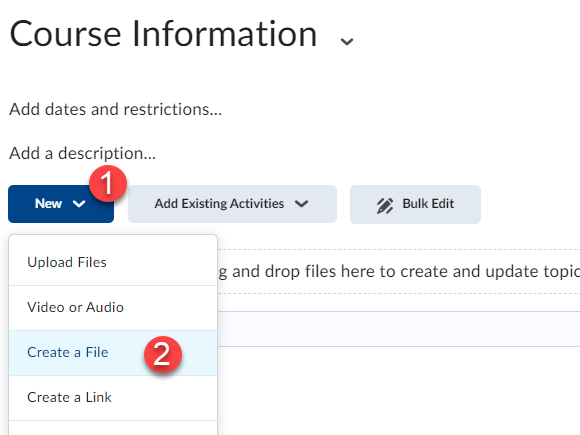 Course Information
Add dates and restrictions...
Add a description...
1
New Add Existing Activities Bulk Edit
Upload Files
g and drop files here to create and update topic
Video or Audio
Create a File 2
Create a Link